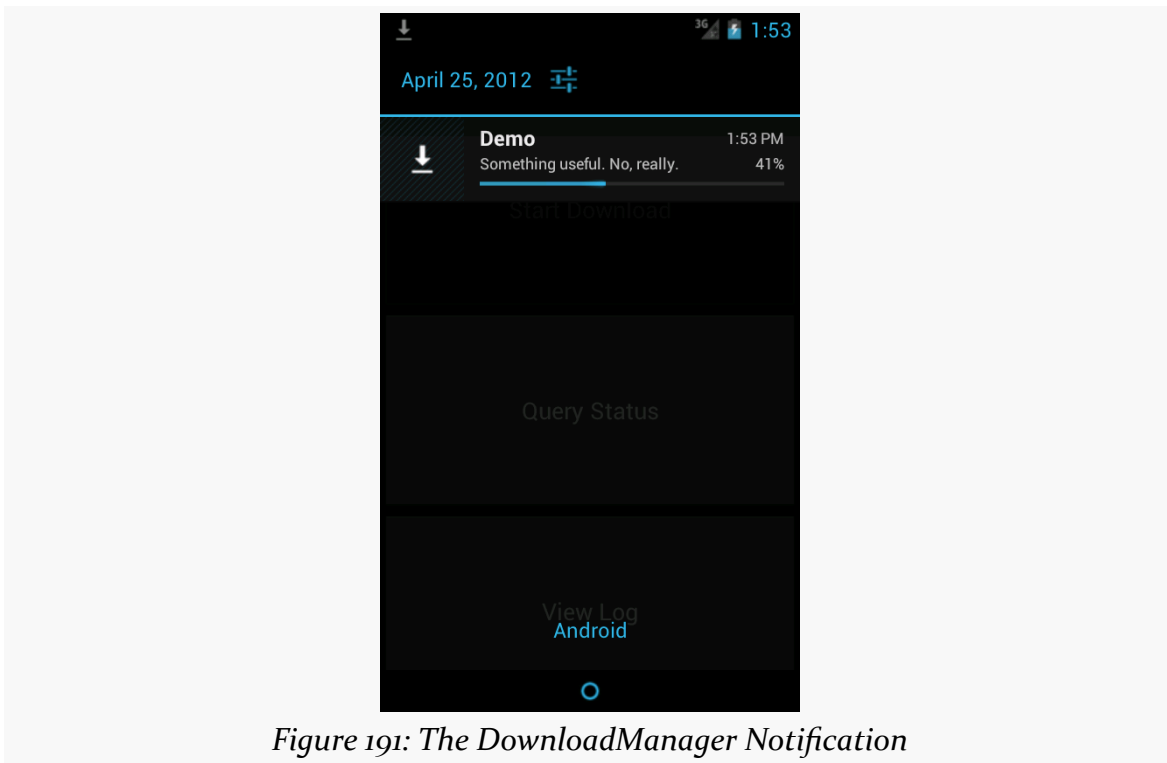 3G 1:53
April 25, 2012
Demo 1:53 PM
Something useful. No, really. 41%
Start Download
Query Status
View Log
Android
Figure 191: The DownloadManager Notification